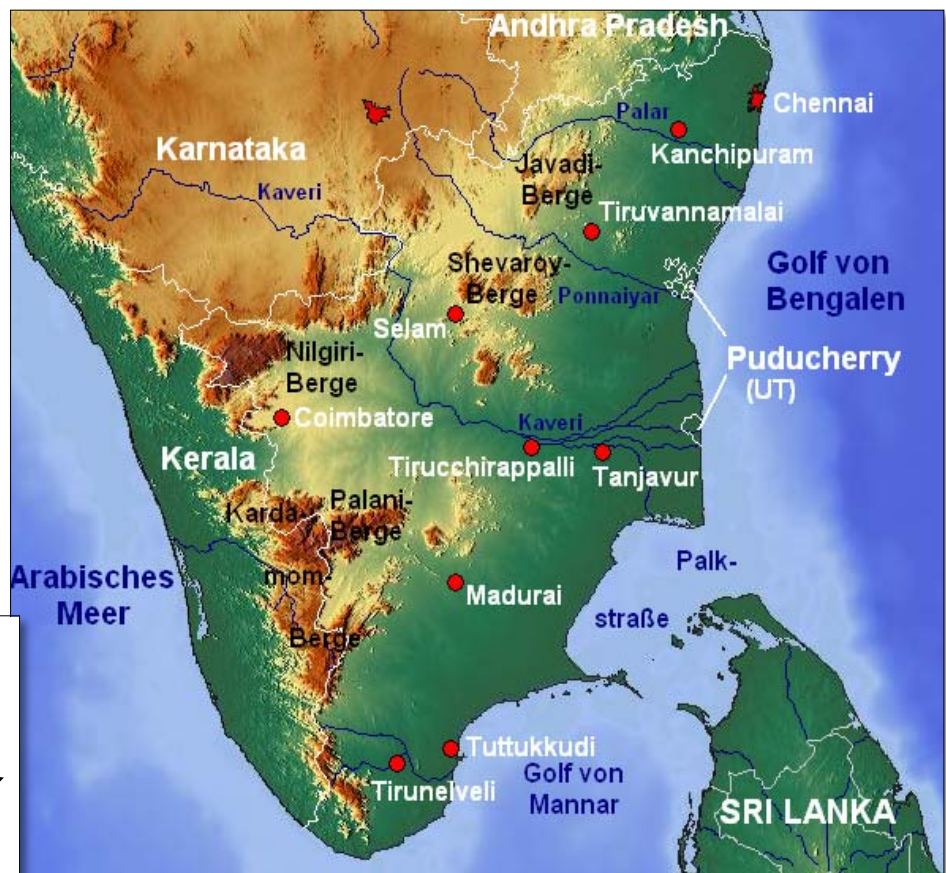 Andhra Pradesh
Chennai
Palar
Kanchipuram
Karnataka
Javadi-
Berge
Kaveri
Tiruvannamalai
Shevaroy-
Berge
Ponnaiyar
Golf von
Bengalen
Selam
Nilgiri-
Berge
Puducherry
(UT)
Coimbatore
Kaveri
Kerala
Tirucchirappalli
Tanjavur
Palani-
Berge
Karda-
mom-
Berge
Arabisches
Meer
Madurai
Palk-
straße
Tuttukkudi
Tirunelveli
Golf von
Mannar
SRI LANKA